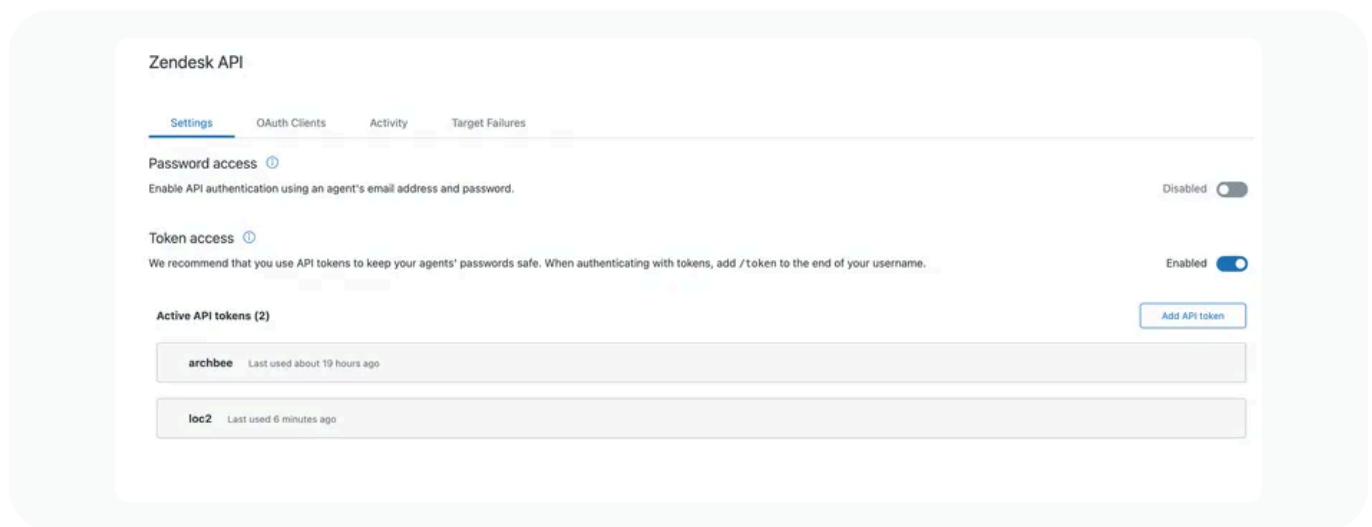 Zendesk API
Settings OAuth Clients Activity Target Failures
Password access
Enable API authentication using an agent's email address and password. Disabled
Token access
We recommend that you use API tokens to keep your agents' passwords safe. When authenticating with tokens, add /token to the end of your username. Enabled
Active API tokens (2) Add API token
archbee Last used about 19 hours ago
loc2 Last used 6 minutes ago